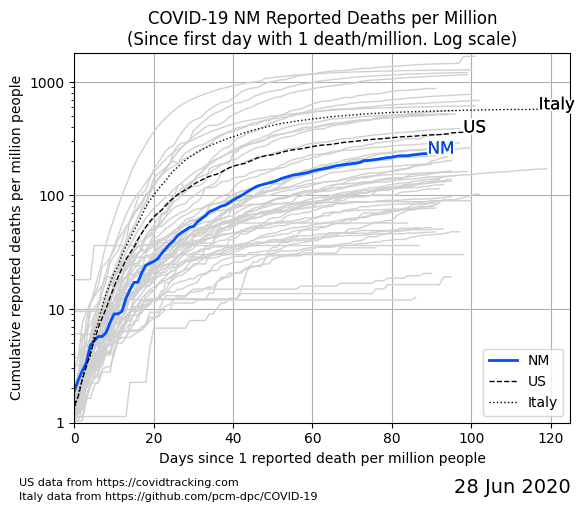 COVID-19 NM Reported Deaths per Million
(Since first day with 1 death/million. Log scale)
Cumulative reported deaths per million people
1000
100
10
1
Italy
US
NM
NM
US
Italy
0 20 40 60 80 100 120
Days since 1 reported death per million people
US data from https://covidtracking.com
Italy data from https://github.com/pcm-dpc/COVID-19
28 Jun 2020